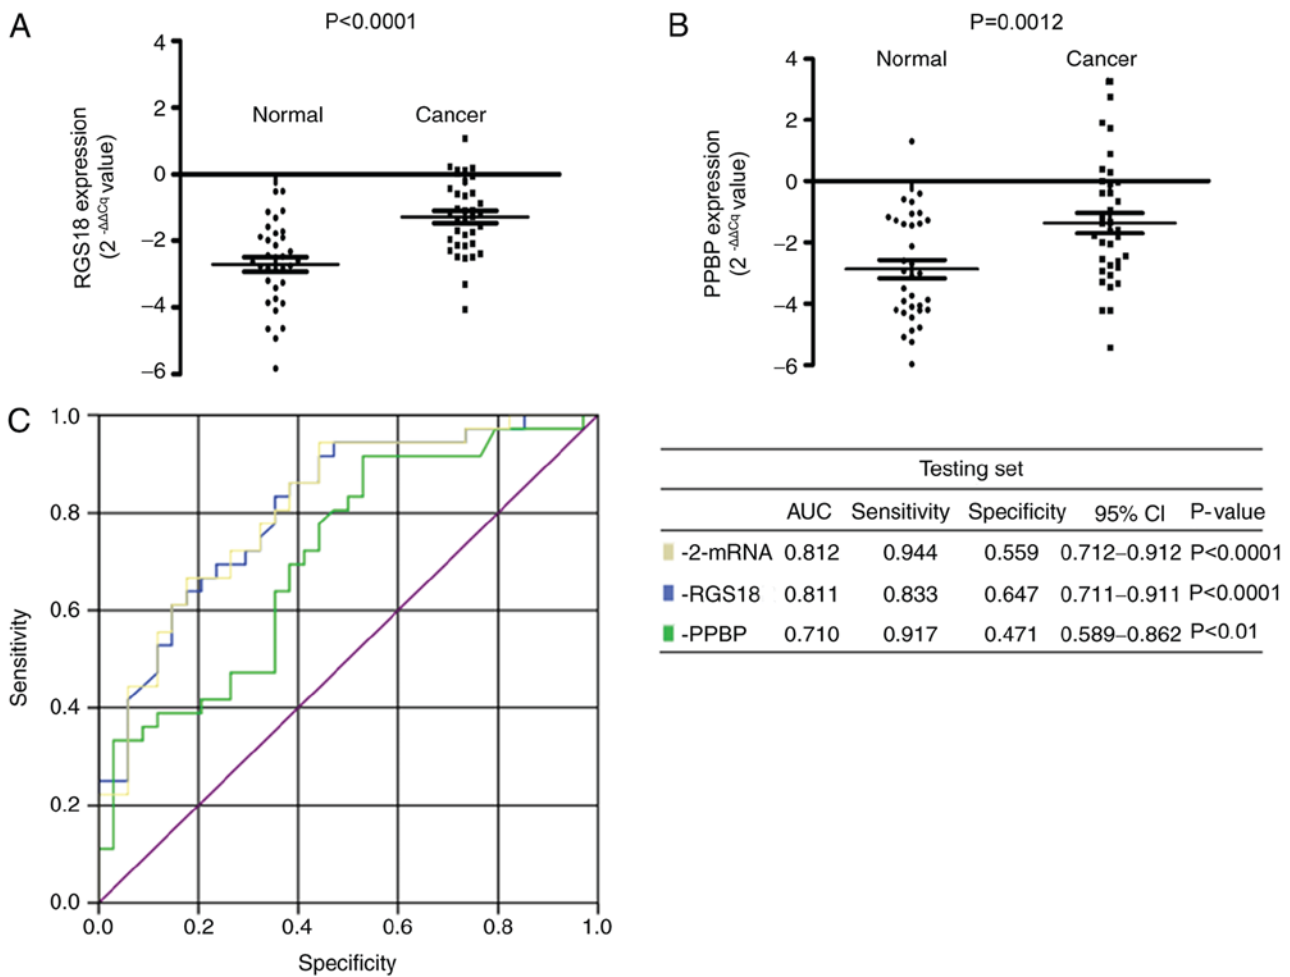 A
P<0.0001
4
2
0
−2
−4
−6
Normal
Cancer
RGS18 expression
(2 -ΔΔCq value)
B
P=0.0012
4
2
0
−2
−4
−6
Normal
Cancer
PPBP expression
(2 -ΔΔCq value)
C
1.0
0.8
0.6
0.4
0.2
0.0
Sensitivity
0.0 0.2 0.4 0.6 0.8 1.0
Specificity
Testing set
AUC Sensitivity Specificity 95% CI P-value
-2-mRNA 0.812 0.944 0.559 0.712–0.912 P<0.0001
-RGS18 0.811 0.833 0.647 0.711–0.911 P<0.0001
-PPBP 0.710 0.917 0.471 0.589–0.862 P<0.01